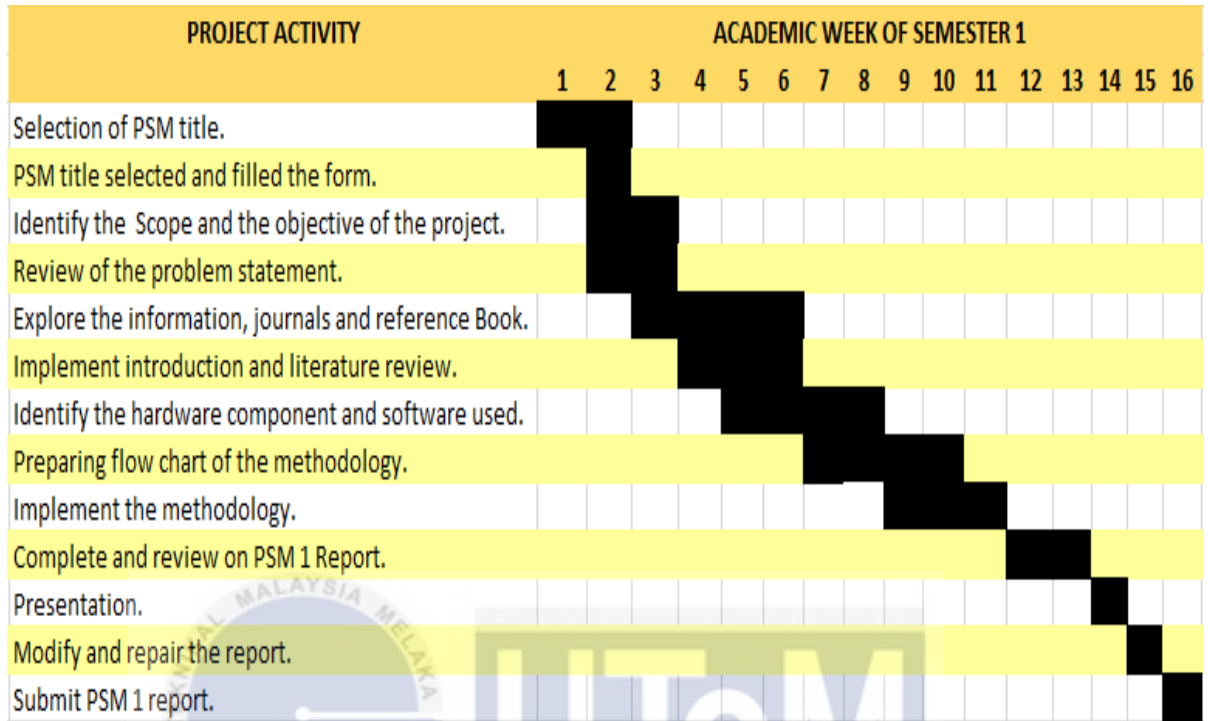 PROJECT ACTIVITY ACADEMIC WEEK OF SEMESTER 1
1 2 3 4 5 6 7 8 9 10 11 12 13 14 15 16
Selection of PSM title.
PSM title selected and filled the form.
Identify the Scope and the objective of the project.
Review of the problem statement.
Explore the information, journals and reference Book.
Implement introduction and literature review.
Identify the hardware component and software used.
Preparing flow chart of the methodology.
Implement the methodology.
Complete and review on PSM 1 Report.
Presentation.
Modify and repair the report.
Submit PSM 1 report.
MALAYSIA MELAKA
UTeM